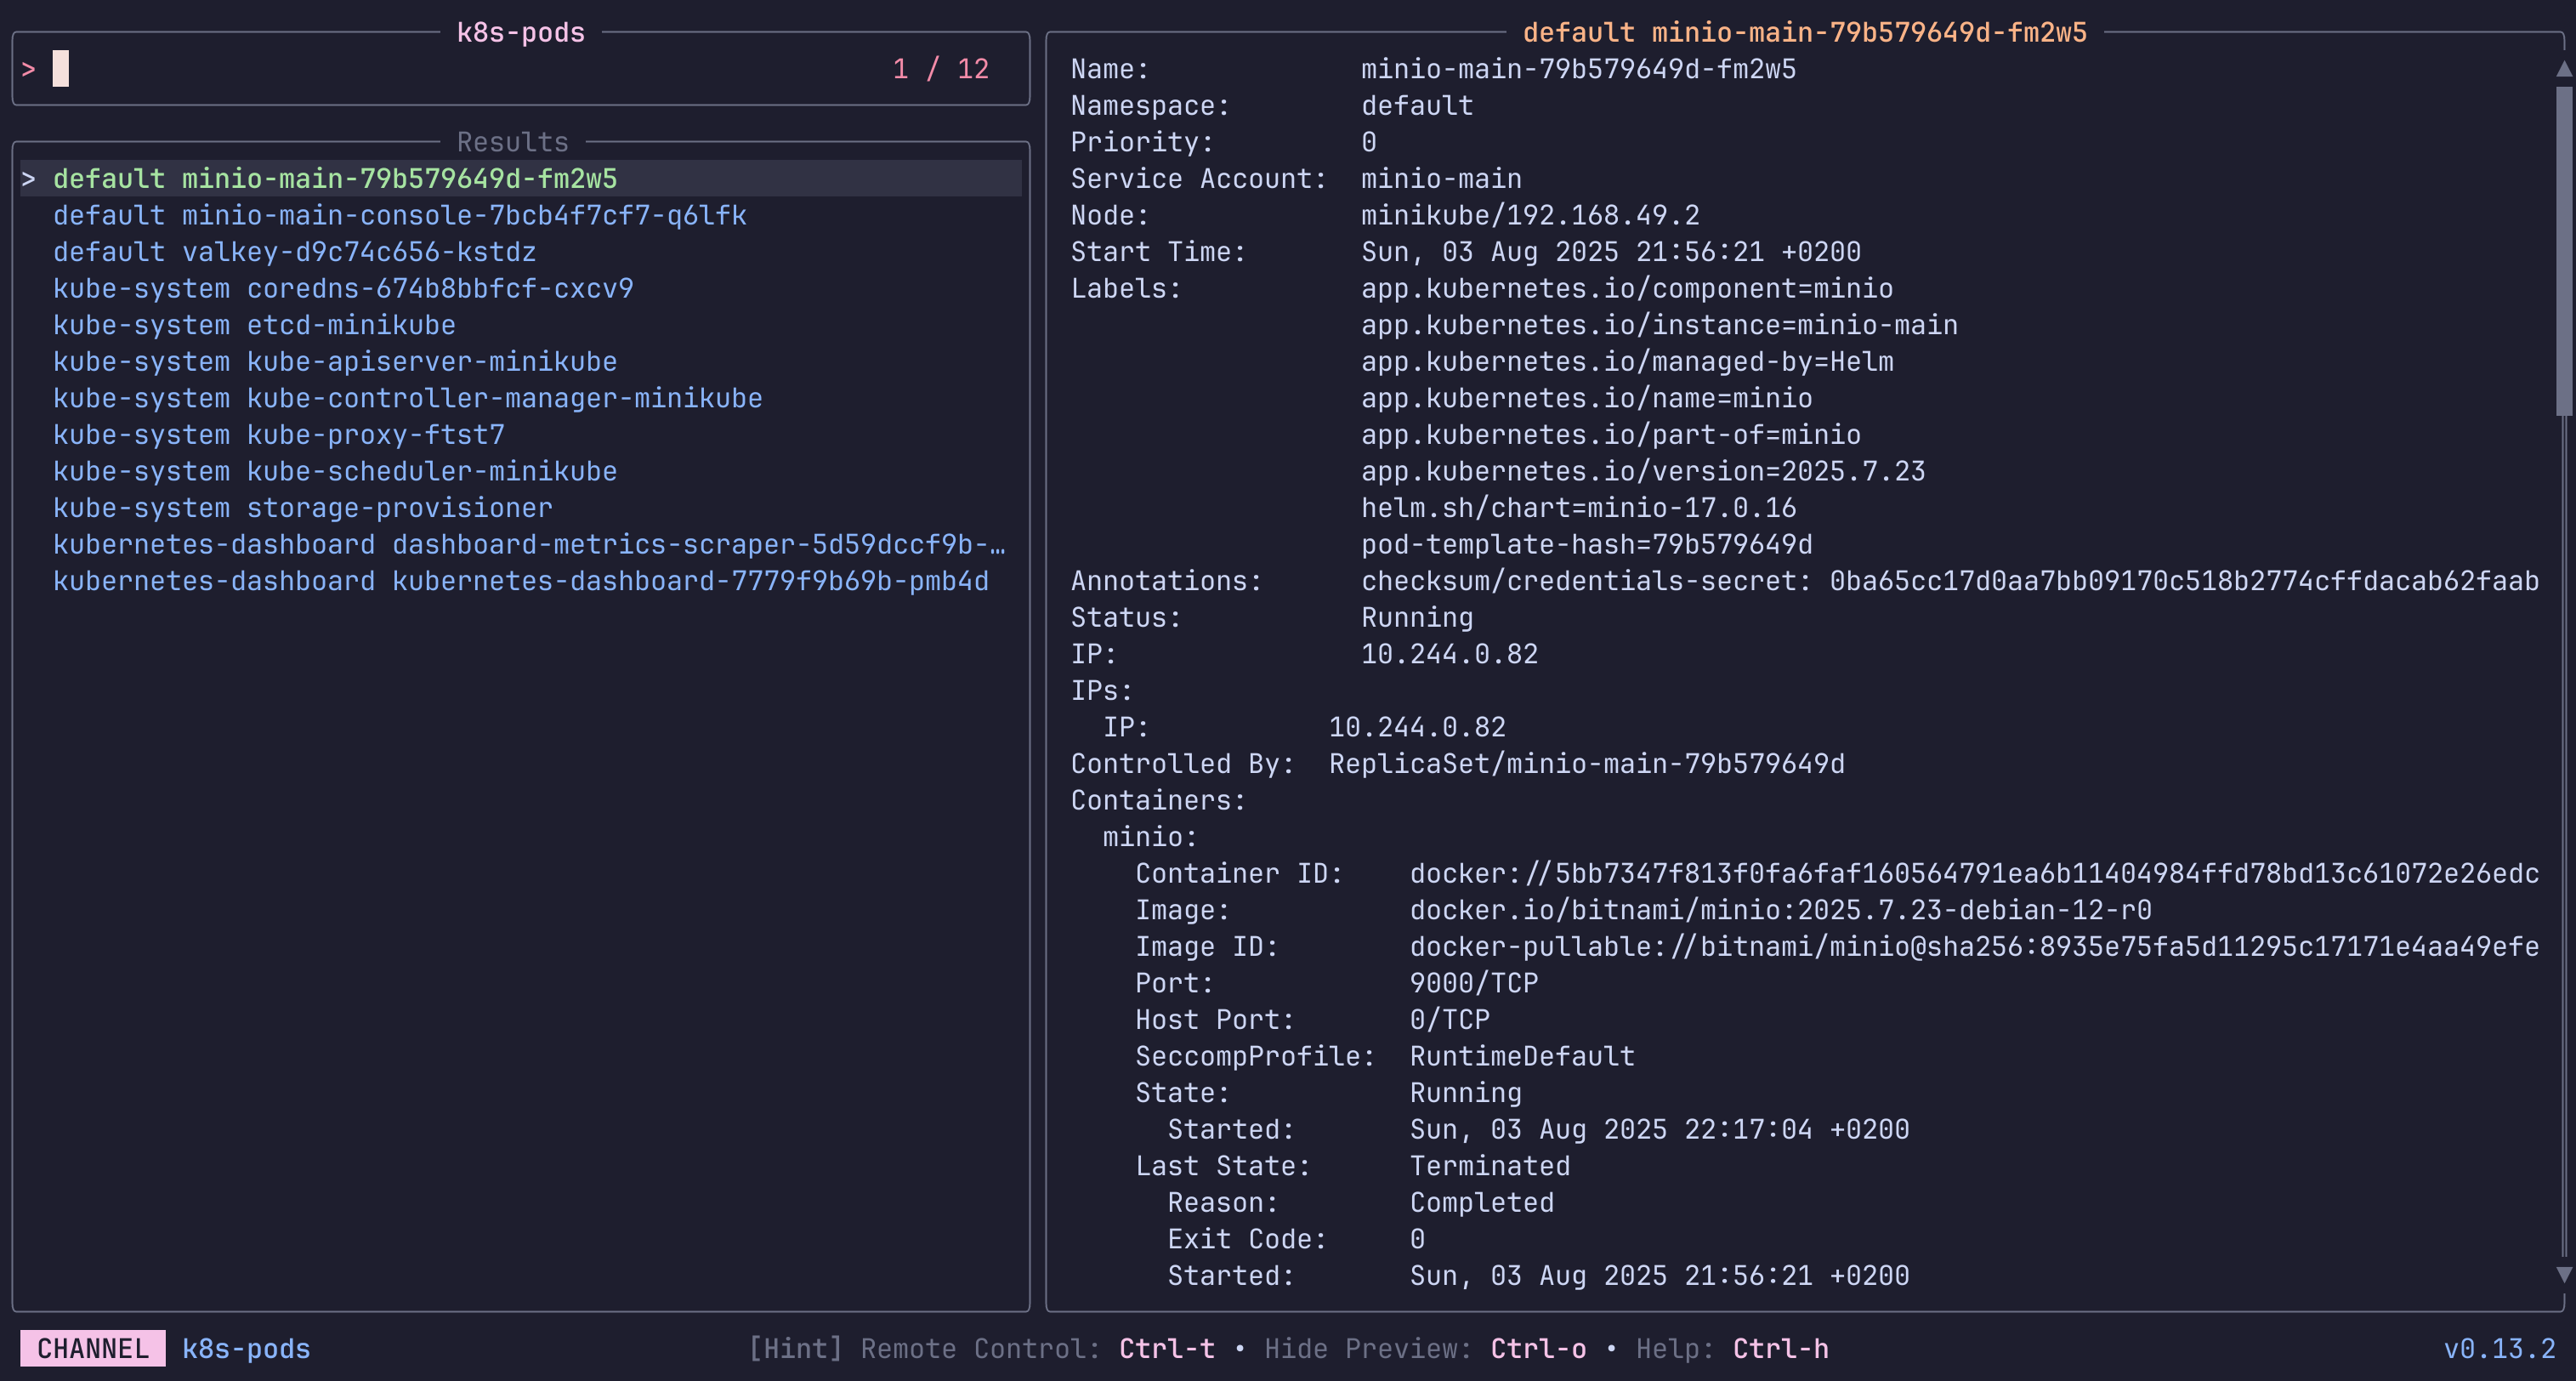 k8s-pods
> 1 / 12
Results
> default minio-main-79b579649d-fm2w5
default minio-main-console-7bcb4f7cf7-q6lfk
default valkey-d9c74c656-kstdz
kube-system coredns-674b8bbfcf-cxcv9
kube-system etcd-minikube
kube-system kube-apiserver-minikube
kube-system kube-controller-manager-minikube
kube-system kube-proxy-ftst7
kube-system kube-scheduler-minikube
kube-system storage-provisioner
kubernetes-dashboard dashboard-metrics-scraper-5d59dccf9b-…
kubernetes-dashboard kubernetes-dashboard-7779f9b69b-pmb4d
default minio-main-79b579649d-fm2w5
Name: minio-main-79b579649d-fm2w5
Namespace: default
Priority: 0
Service Account: minio-main
Node: minikube/192.168.49.2
Start Time: Sun, 03 Aug 2025 21:56:21 +0200
Labels: app.kubernetes.io/component=minio
app.kubernetes.io/instance=minio-main
app.kubernetes.io/managed-by=Helm
app.kubernetes.io/name=minio
app.kubernetes.io/part-of=minio
app.kubernetes.io/version=2025.7.23
helm.sh/chart=minio-17.0.16
pod-template-hash=79b579649d
Annotations: checksum/credentials-secret: 0ba65cc17d0aa7bb09170c518b2774cffdacab62faab
Status: Running
IP: 10.244.0.82
IPs:
IP: 10.244.0.82
Controlled By: ReplicaSet/minio-main-79b579649d
Containers:
minio:
Container ID: docker://5bb7347f813f0fa6faf160564791ea6b11404984ffd78bd13c61072e26edc
Image: docker.io/bitnami/minio:2025.7.23-debian-12-r0
Image ID: docker-pullable://bitnami/minio@sha256:8935e75fa5d11295c17171e4aa49efe
Port: 9000/TCP
Host Port: 0/TCP
SeccompProfile: RuntimeDefault
State: Running
Started: Sun, 03 Aug 2025 22:17:04 +0200
Last State: Terminated
Reason: Completed
Exit Code: 0
Started: Sun, 03 Aug 2025 21:56:21 +0200
CHANNEL k8s-pods
[Hint] Remote Control: Ctrl-t • Hide Preview: Ctrl-o • Help: Ctrl-h
v0.13.2